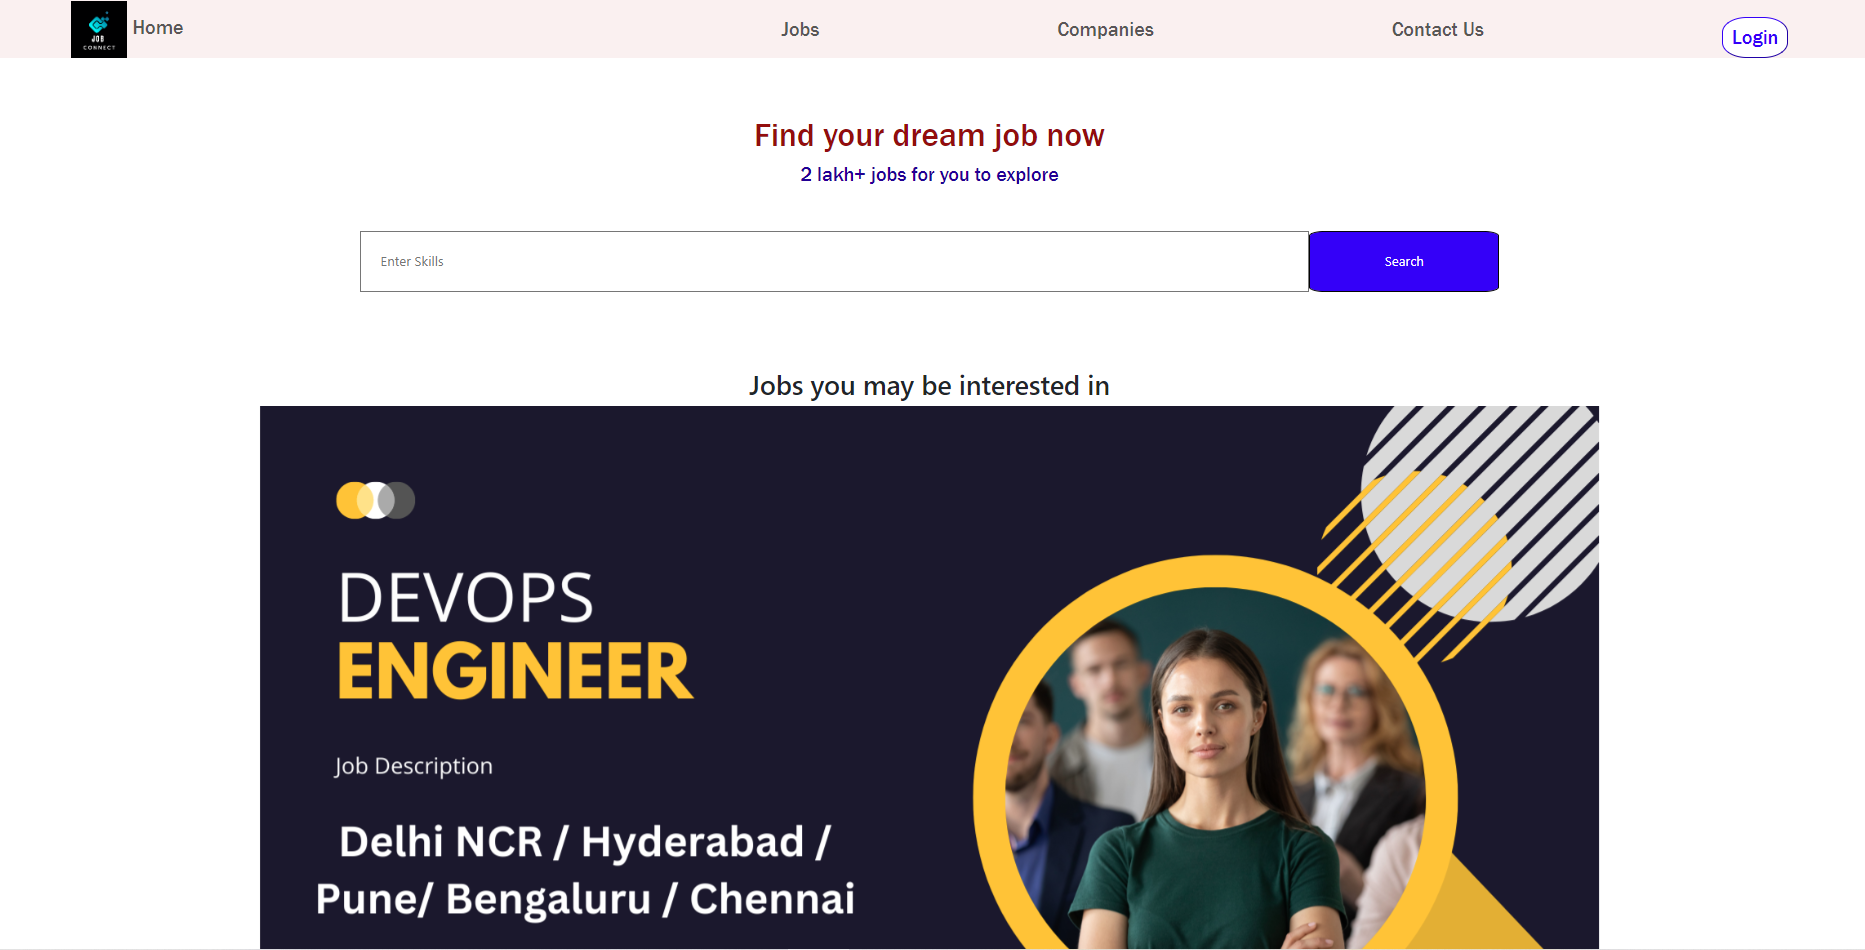 JOB
CONNECT
Home
Jobs
Companies
Contact Us
Login
Find your dream job now
2 lakh+ jobs for you to explore
Enter Skills
Search
Jobs you may be interested in
DEVOPS
ENGINEER
Job Description
Delhi NCR / Hyderabad /
Pune/ Bengaluru / Chennai